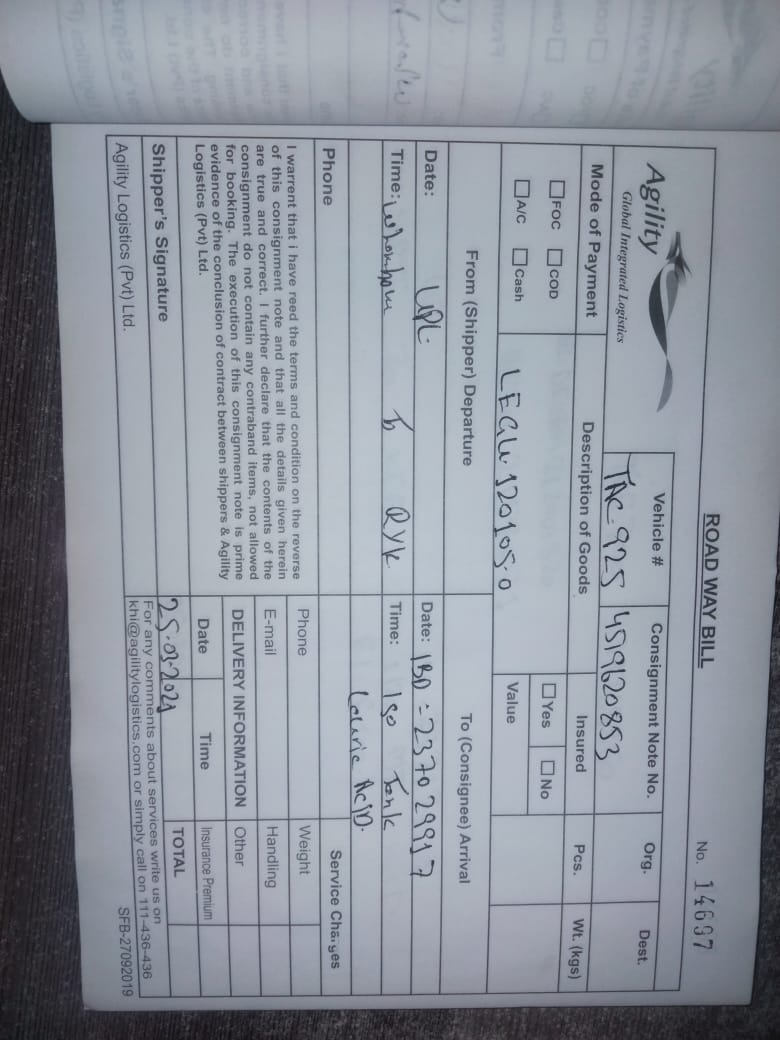 ROAD WAY BILL
No. 14697
Agility
Global Integrated Logistics
Vehicle #
Consignment Note No.
Org.
Dest.
TAC-925
4519620853
Mode of Payment
Description of Goods
Insured
Pcs.
Wt. (kgs)
FOC
COD
Yes
No
A/C
Cash
LEGU-120105-0
Value
From (Shipper) Departure
To (Consignee) Arrival
Date: UPL
Date: IBD = 237029917
Time: To RYK
Time: Iso Tank
Lauric Acid.
Phone
Service Charges
I warrent that i have reed the terms and condition on the reverse
of this consignment note and that all the details given herein
are true and correct. I further declare that the contents of the
consignment do not contain any contraband items, not allowed
for booking. The execution of this consignment note is prime
evidence of the conclusion of contract between shippers & Agility
Logistics (Pvt) Ltd.
Phone
Weight
E-mail
Handling
DELIVERY INFORMATION
Other
Date
Time
Insurance Premium
25-03-2021
TOTAL
Shipper's Signature
For any comments about services write us on
khi@agilitylogistics.com or simply call on 111-436-436
Agility Logistics (Pvt) Ltd.
SFB-27092019